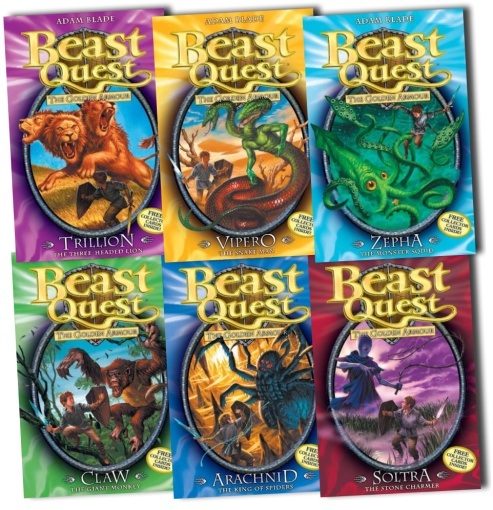 ADAM BLADE
BEAST
QUEST
THE GOLDEN ARMOUR
FREE
COLLECTOR
CARDS
INSIDE!
TRILLION
THE THREE-HEADED LION
ADAM BLADE
BEAST
QUEST
THE GOLDEN ARMOUR
FREE
COLLECTOR
CARDS
INSIDE!
VIPERO
THE SNAKE MAN
ADAM BLADE
BEAST
QUEST
THE GOLDEN ARMOUR
FREE
COLLECTOR
CARDS
INSIDE!
ZEPHA
THE MONSTER SQUID
BEAST
QUEST
THE GOLDEN ARMOUR
FREE
COLLECTOR
CARDS
INSIDE!
CLAW
THE GIANT MONKEY
BEAST
QUEST
THE GOLDEN ARMOUR
FREE
COLLECTOR
CARDS
INSIDE!
ARACHNID
THE KING OF SPIDERS
BEAST
QUEST
THE GOLDEN ARMOUR
FREE
COLLECTOR
CARDS
INSIDE!
SOLTRA
THE STONE CHARMER